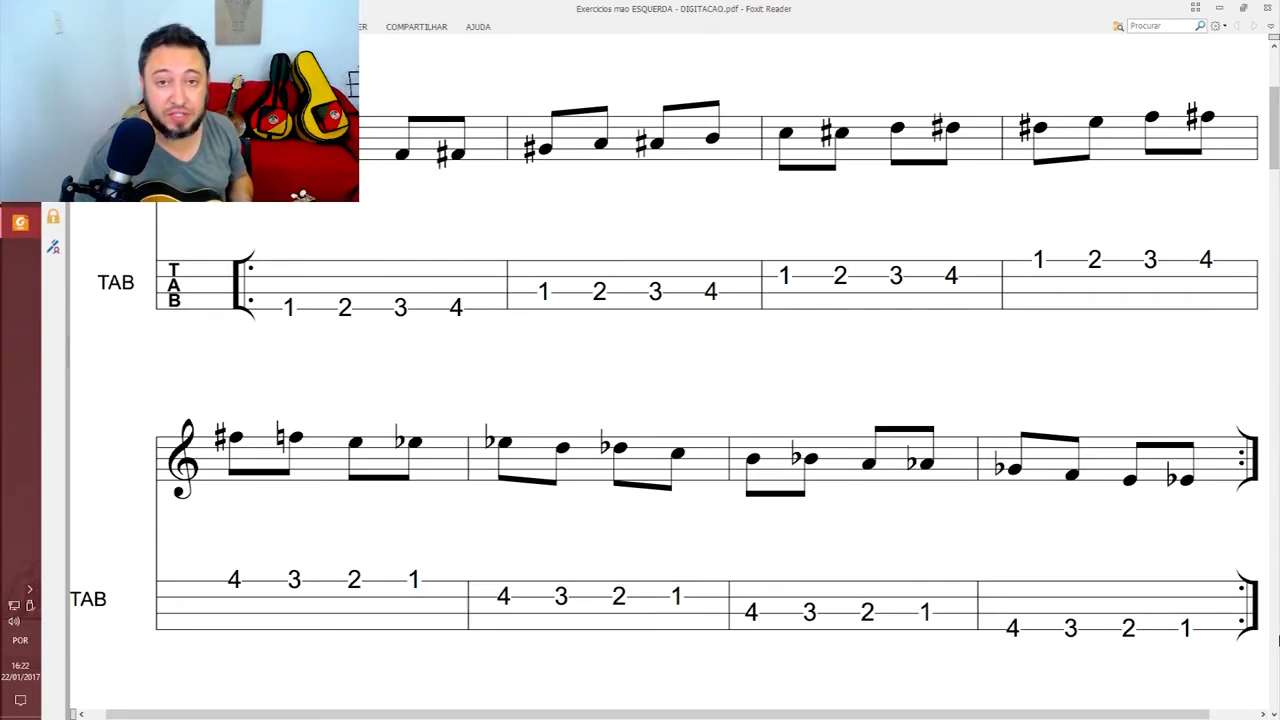 Exercicios mao ESQUERDA - DIGITACAO.pdf - Foxit Reader
COMPARTILHAR AJUDA
Procurar
TAB
T
A
B
1 2 3 4 1 2 3 4 1 2 3 4 1 2 3 4
TAB
4 3 2 1 4 3 2 1 4 3 2 1 4 3 2 1
POR
16:22
22/01/2017